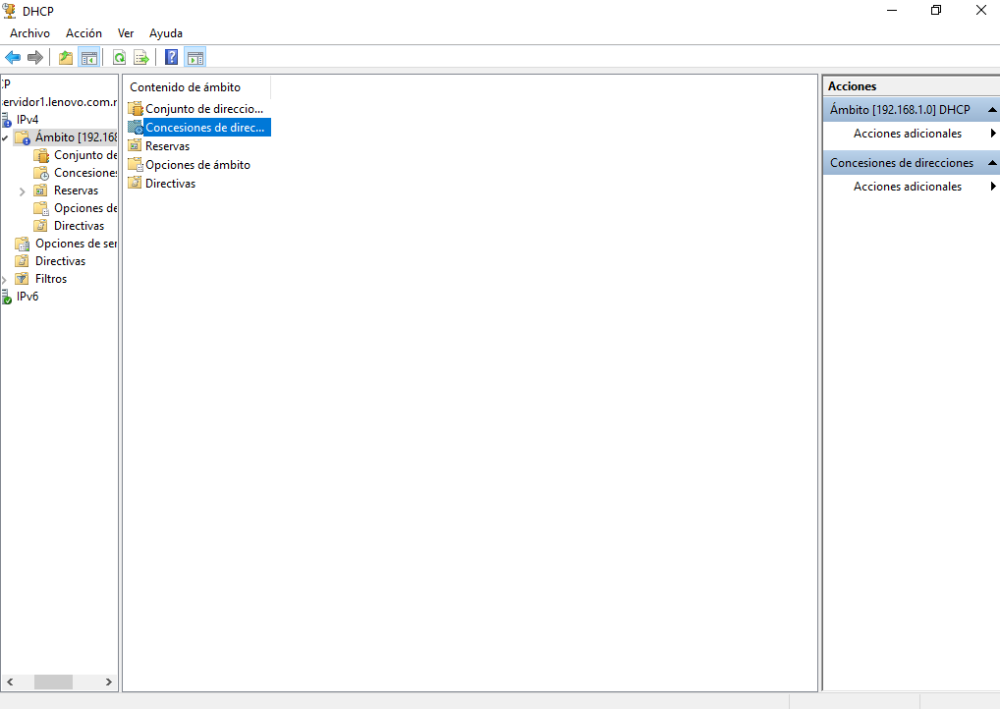 DHCP
Archivo Acción Ver Ayuda
CP
ervidor1.lenovo.com.r
IPv4
Ámbito [192.168
Conjunto de
Concesiones
Reservas
Opciones de
Directivas
Opciones de ser
Directivas
Filtros
IPv6
Contenido de ámbito
Conjunto de direccio...
Concesiones de direc...
Reservas
Opciones de ámbito
Directivas
Acciones
Ámbito [192.168.1.0] DHCP
Acciones adicionales
Concesiones de direcciones
Acciones adicionales